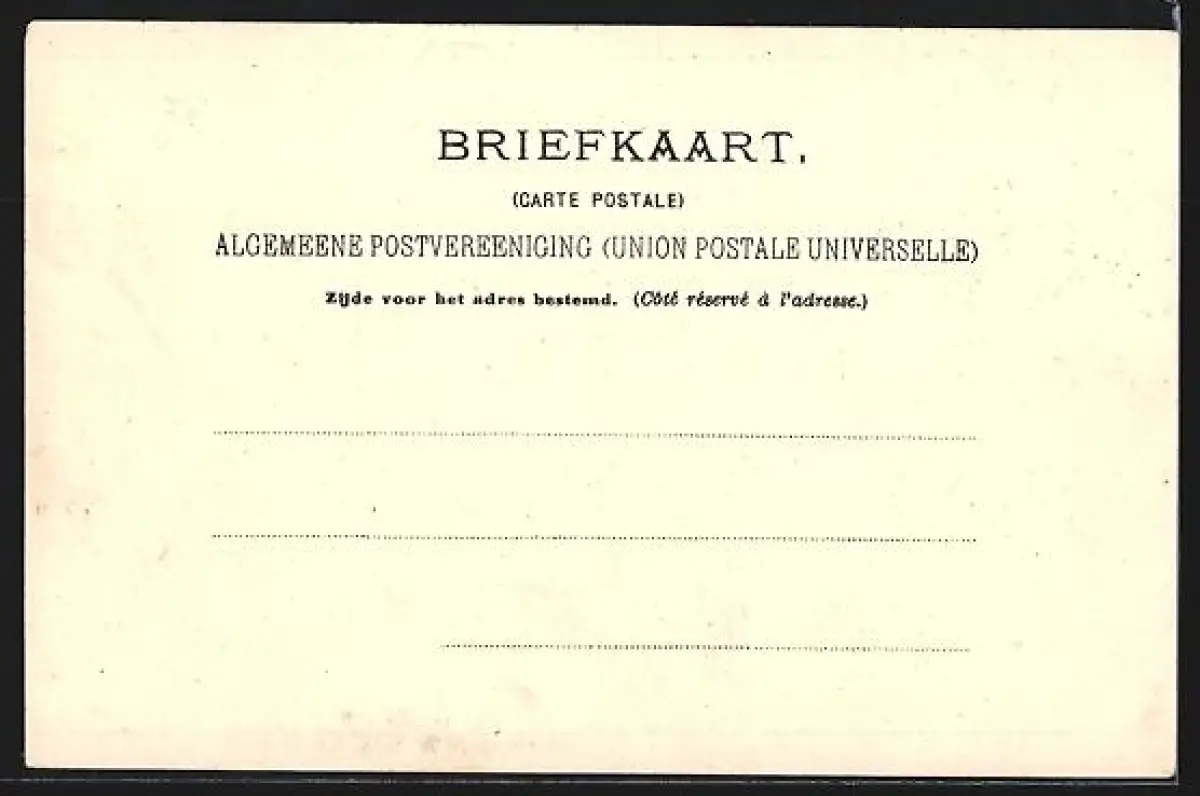 BRIEFKAART.
(CARTE POSTALE)
ALGEMEENE POSTVEREENIGING (UNION POSTALE UNIVERSELLE)
Zijde voor het adres bestemd. (Côté réservé à l'adresse.)